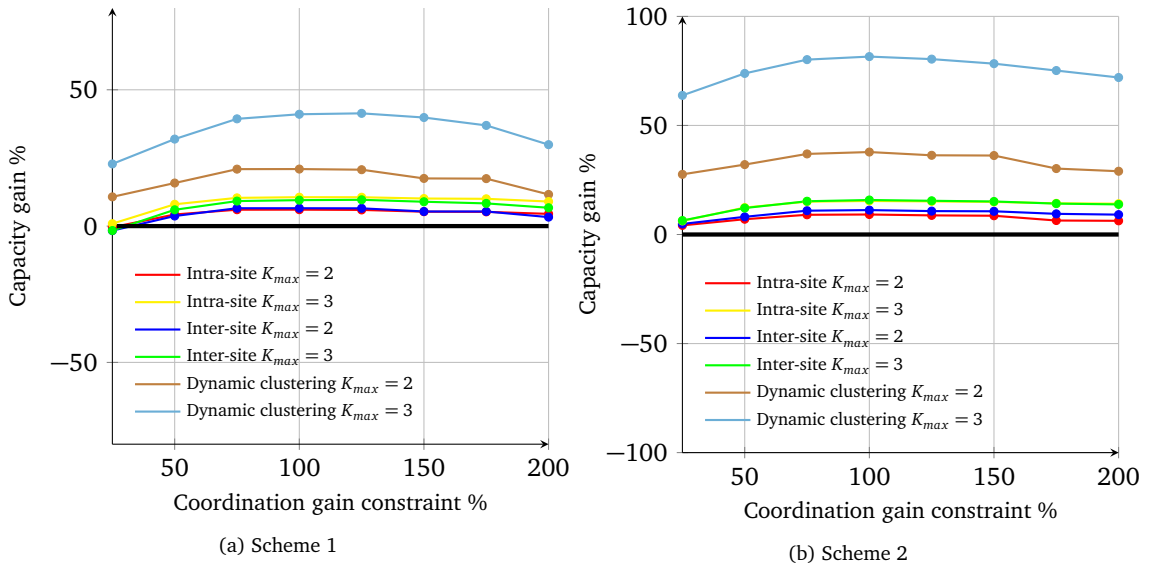 50
0
−50
50
100
150
200
Capacity gain %
Coordination gain constraint %
Intra-site K_max = 2
Intra-site K_max = 3
Inter-site K_max = 2
Inter-site K_max = 3
Dynamic clustering K_max = 2
Dynamic clustering K_max = 3
(a) Scheme 1
100
50
0
−50
−100
50
100
150
200
Capacity gain %
Coordination gain constraint %
Intra-site K_max = 2
Intra-site K_max = 3
Inter-site K_max = 2
Inter-site K_max = 3
Dynamic clustering K_max = 2
Dynamic clustering K_max = 3
(b) Scheme 2